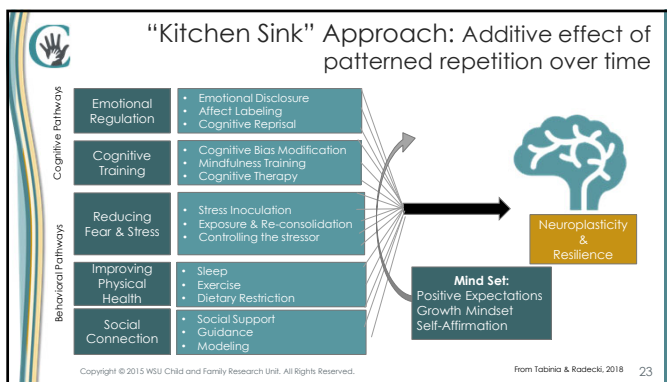 “Kitchen Sink” Approach: Additive effect of
patterned repetition over time
Cognitive Pathways
Emotional
Regulation
• Emotional Disclosure
• Affect Labeling
• Cognitive Reprisal
Cognitive
Training
• Cognitive Bias Modification
• Mindfulness Training
• Cognitive Therapy
Behavioral Pathways
Reducing
Fear & Stress
• Stress Inoculation
• Exposure & Re-consolidation
• Controlling the stressor
Improving
Physical
Health
• Sleep
• Exercise
• Dietary Restriction
Social
Connection
• Social Support
• Guidance
• Modeling
Neuroplasticity
&
Resilience
Mind Set:
Positive Expectations
Growth Mindset
Self-Affirmation
Copyright © 2015 WSU Child and Family Research Unit. All Rights Reserved.
From Tabinia & Radecki, 2018
23